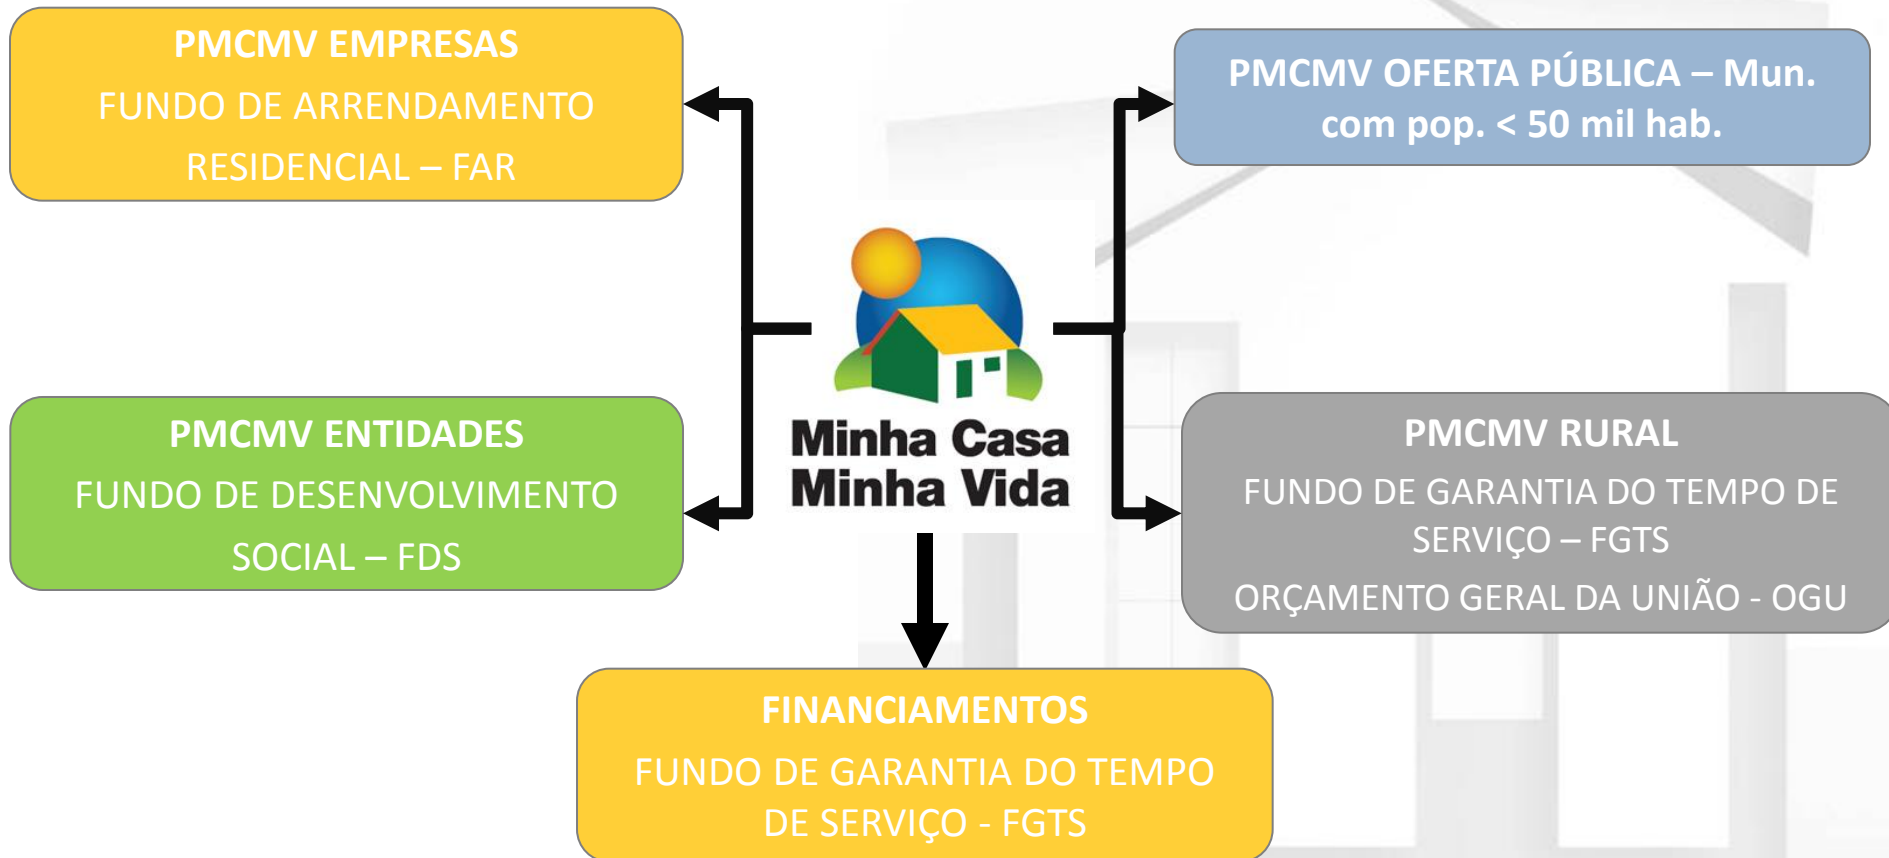 PMCMV EMPRESAS
FUNDO DE ARRENDAMENTO
RESIDENCIAL – FAR
PMCMV OFERTA PÚBLICA – Mun.
com pop. < 50 mil hab.
Minha Casa
Minha Vida
PMCMV ENTIDADES
FUNDO DE DESENVOLVIMENTO
SOCIAL – FDS
PMCMV RURAL
FUNDO DE GARANTIA DO TEMPO DE
SERVIÇO – FGTS
ORÇAMENTO GERAL DA UNIÃO - OGU
FINANCIAMENTOS
FUNDO DE GARANTIA DO TEMPO
DE SERVIÇO - FGTS